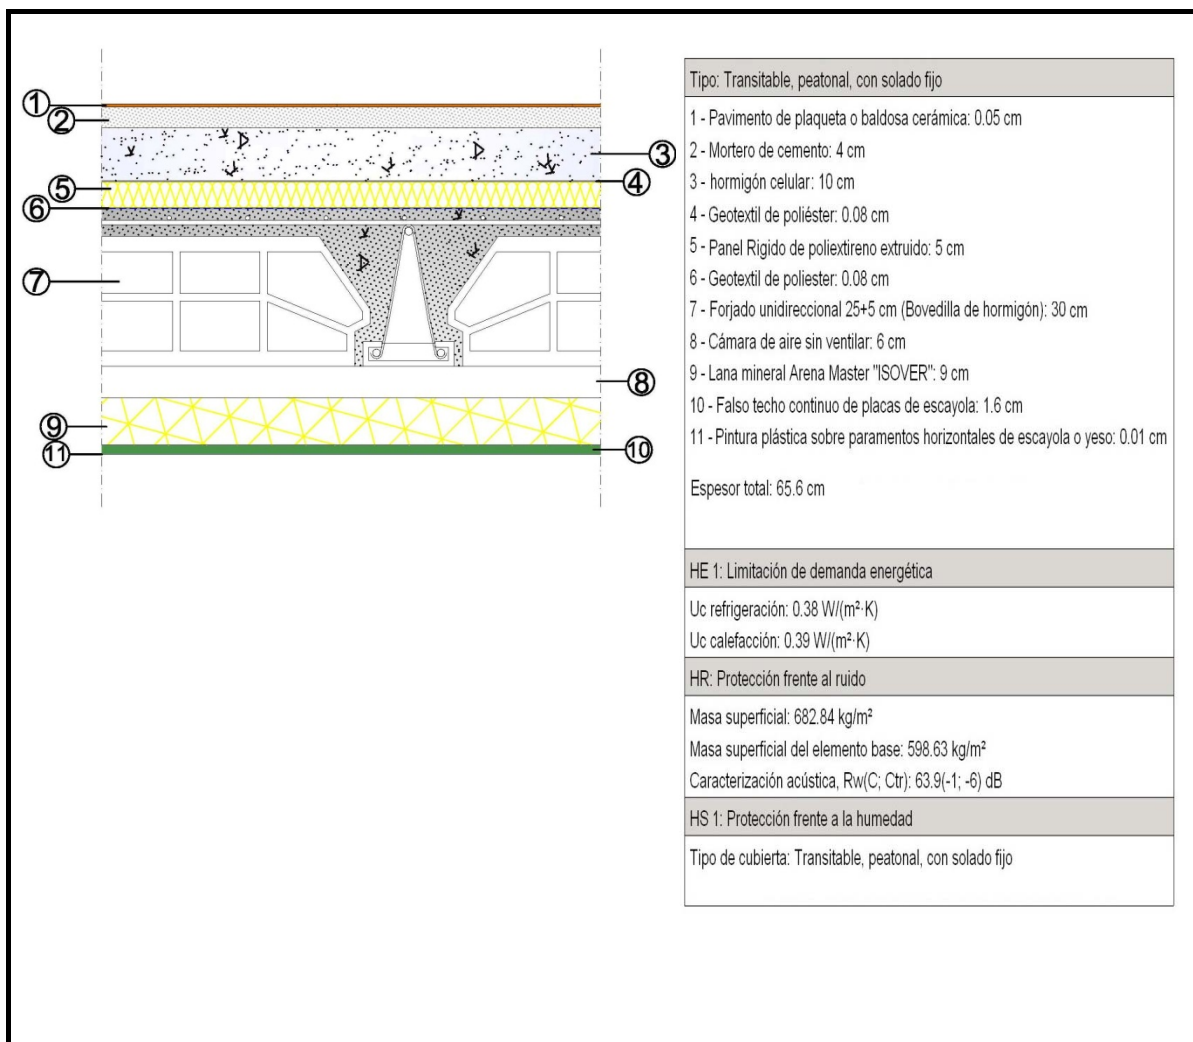 1
2
3
4
5
6
7
8
9
10
11
Tipo: Transitable, peatonal, con solado fijo
1 - Pavimento de plaqueta o baldosa cerámica: 0.05 cm
2 - Mortero de cemento: 4 cm
3 - hormigón celular: 10 cm
4 - Geotextil de poliéster: 0.08 cm
5 - Panel Rigido de poliextireno extruido: 5 cm
6 - Geotextil de poliester: 0.08 cm
7 - Forjado unidireccional 25+5 cm (Bovedilla de hormigón): 30 cm
8 - Cámara de aire sin ventilar: 6 cm
9 - Lana mineral Arena Master "ISOVER": 9 cm
10 - Falso techo continuo de placas de escayola: 1.6 cm
11 - Pintura plástica sobre paramentos horizontales de escayola o yeso: 0.01 cm
Espesor total: 65.6 cm
HE 1: Limitación de demanda energética
Uc refrigeración: 0.38 W/(m²·K)
Uc calefacción: 0.39 W/(m²·K)
HR: Protección frente al ruido
Masa superficial: 682.84 kg/m²
Masa superficial del elemento base: 598.63 kg/m²
Caracterización acústica, Rw(C; Ctr): 63.9(-1; -6) dB
HS 1: Protección frente a la humedad
Tipo de cubierta: Transitable, peatonal, con solado fijo